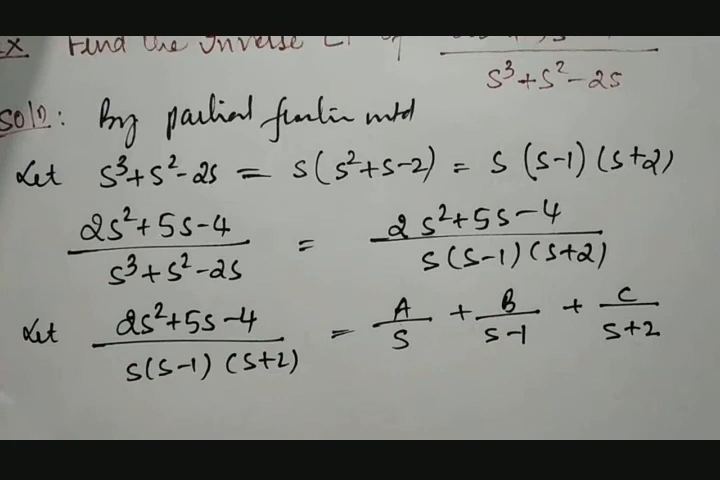 Ex Find the Inverse LT of
s³+s²-2s
Soln: By partial fraction mtd
Let s³+s²-2s = s(s²+s-2) = s (s-1) (s+2)
2s²+5s-4 / s³+s²-2s = 2s²+5s-4 / s(s-1)(s+2)
Let 2s²+5s-4 / s(s-1) (s+2) = A/s + B/s-1 + C/s+2